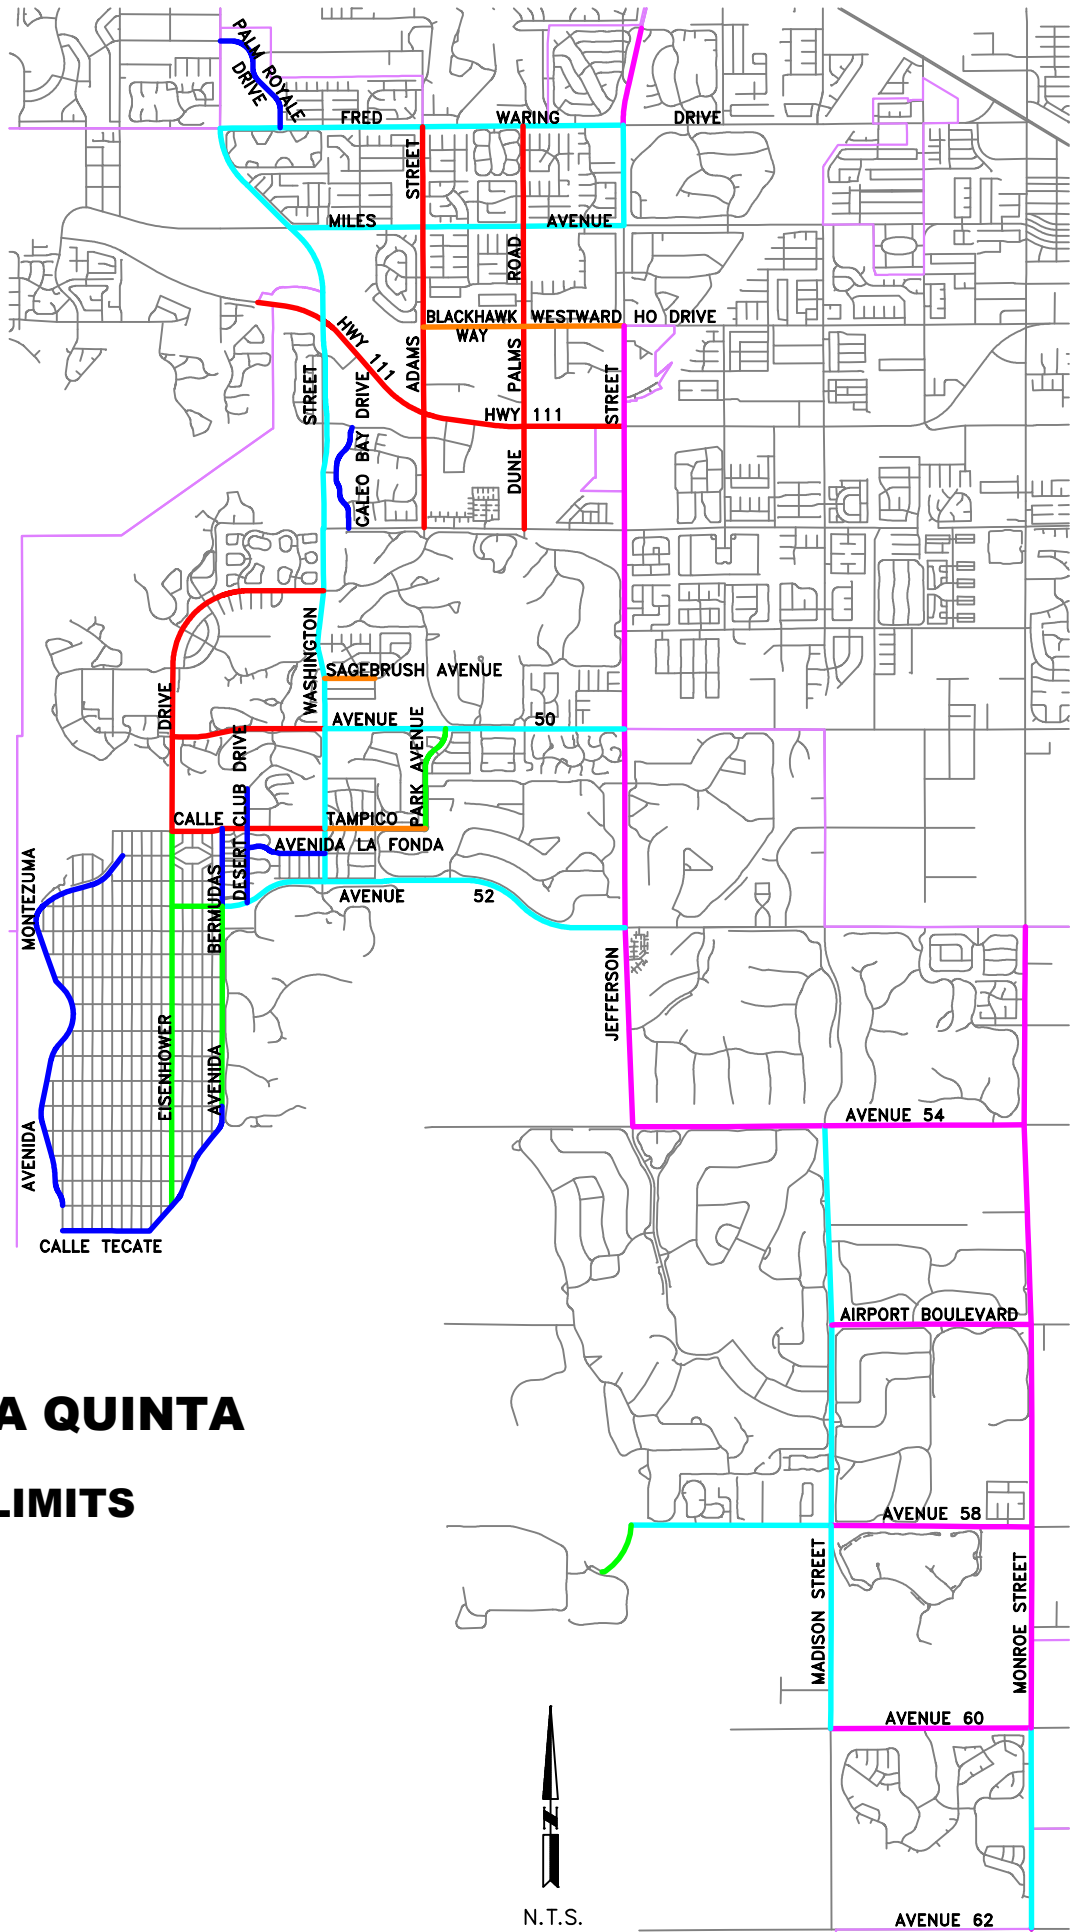 PALM ROYALE
DRIVE
FRED WARING DRIVE
STREET
MILES AVENUE
ROAD
BLACKHAWK WESTWARD HO DRIVE
WAY
HWY 111
ADAMS
PALMS
STREET
STREET
CALEO BAY DRIVE
HWY 111
DUNE
WASHINGTON
SAGEBRUSH AVENUE
DRIVE
AVENUE 50
DESERT CLUB DRIVE
PARK AVENUE
CALLE TAMPICO
AVENIDA LA FONDA
MONTEZUMA
BERMUDAS
AVENUE 52
JEFFERSON
EISENHOWER
AVENIDA
AVENUE 54
AVENIDA
CALLE TECATE
AIRPORT BOULEVARD
A QUINTA
LIMITS
AVENUE 58
MADISON STREET
MONROE STREET
AVENUE 60
N
N.T.S.
AVENUE 62